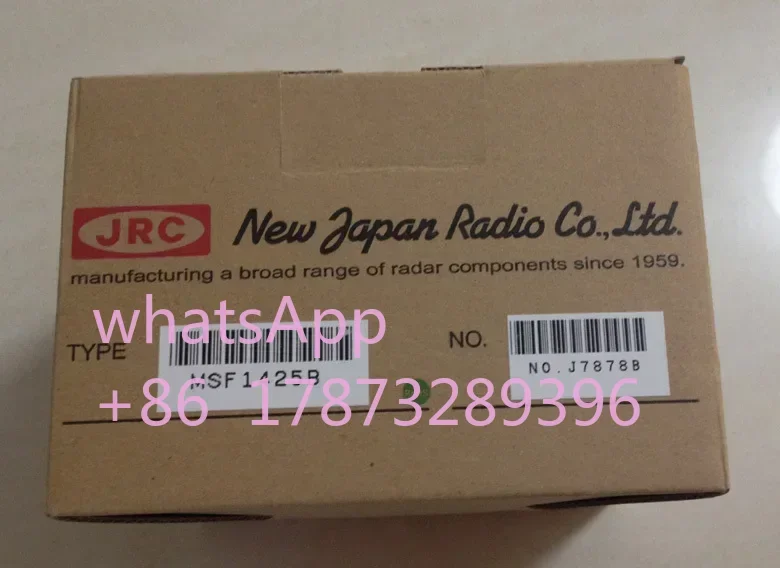 JRC New Japan Radio Co., Ltd.
manufacturing a broad range of radar components since 1959.
whatsApp
TYPE
MSF1425B
NO.
NO. J7878B
+86 17873289396